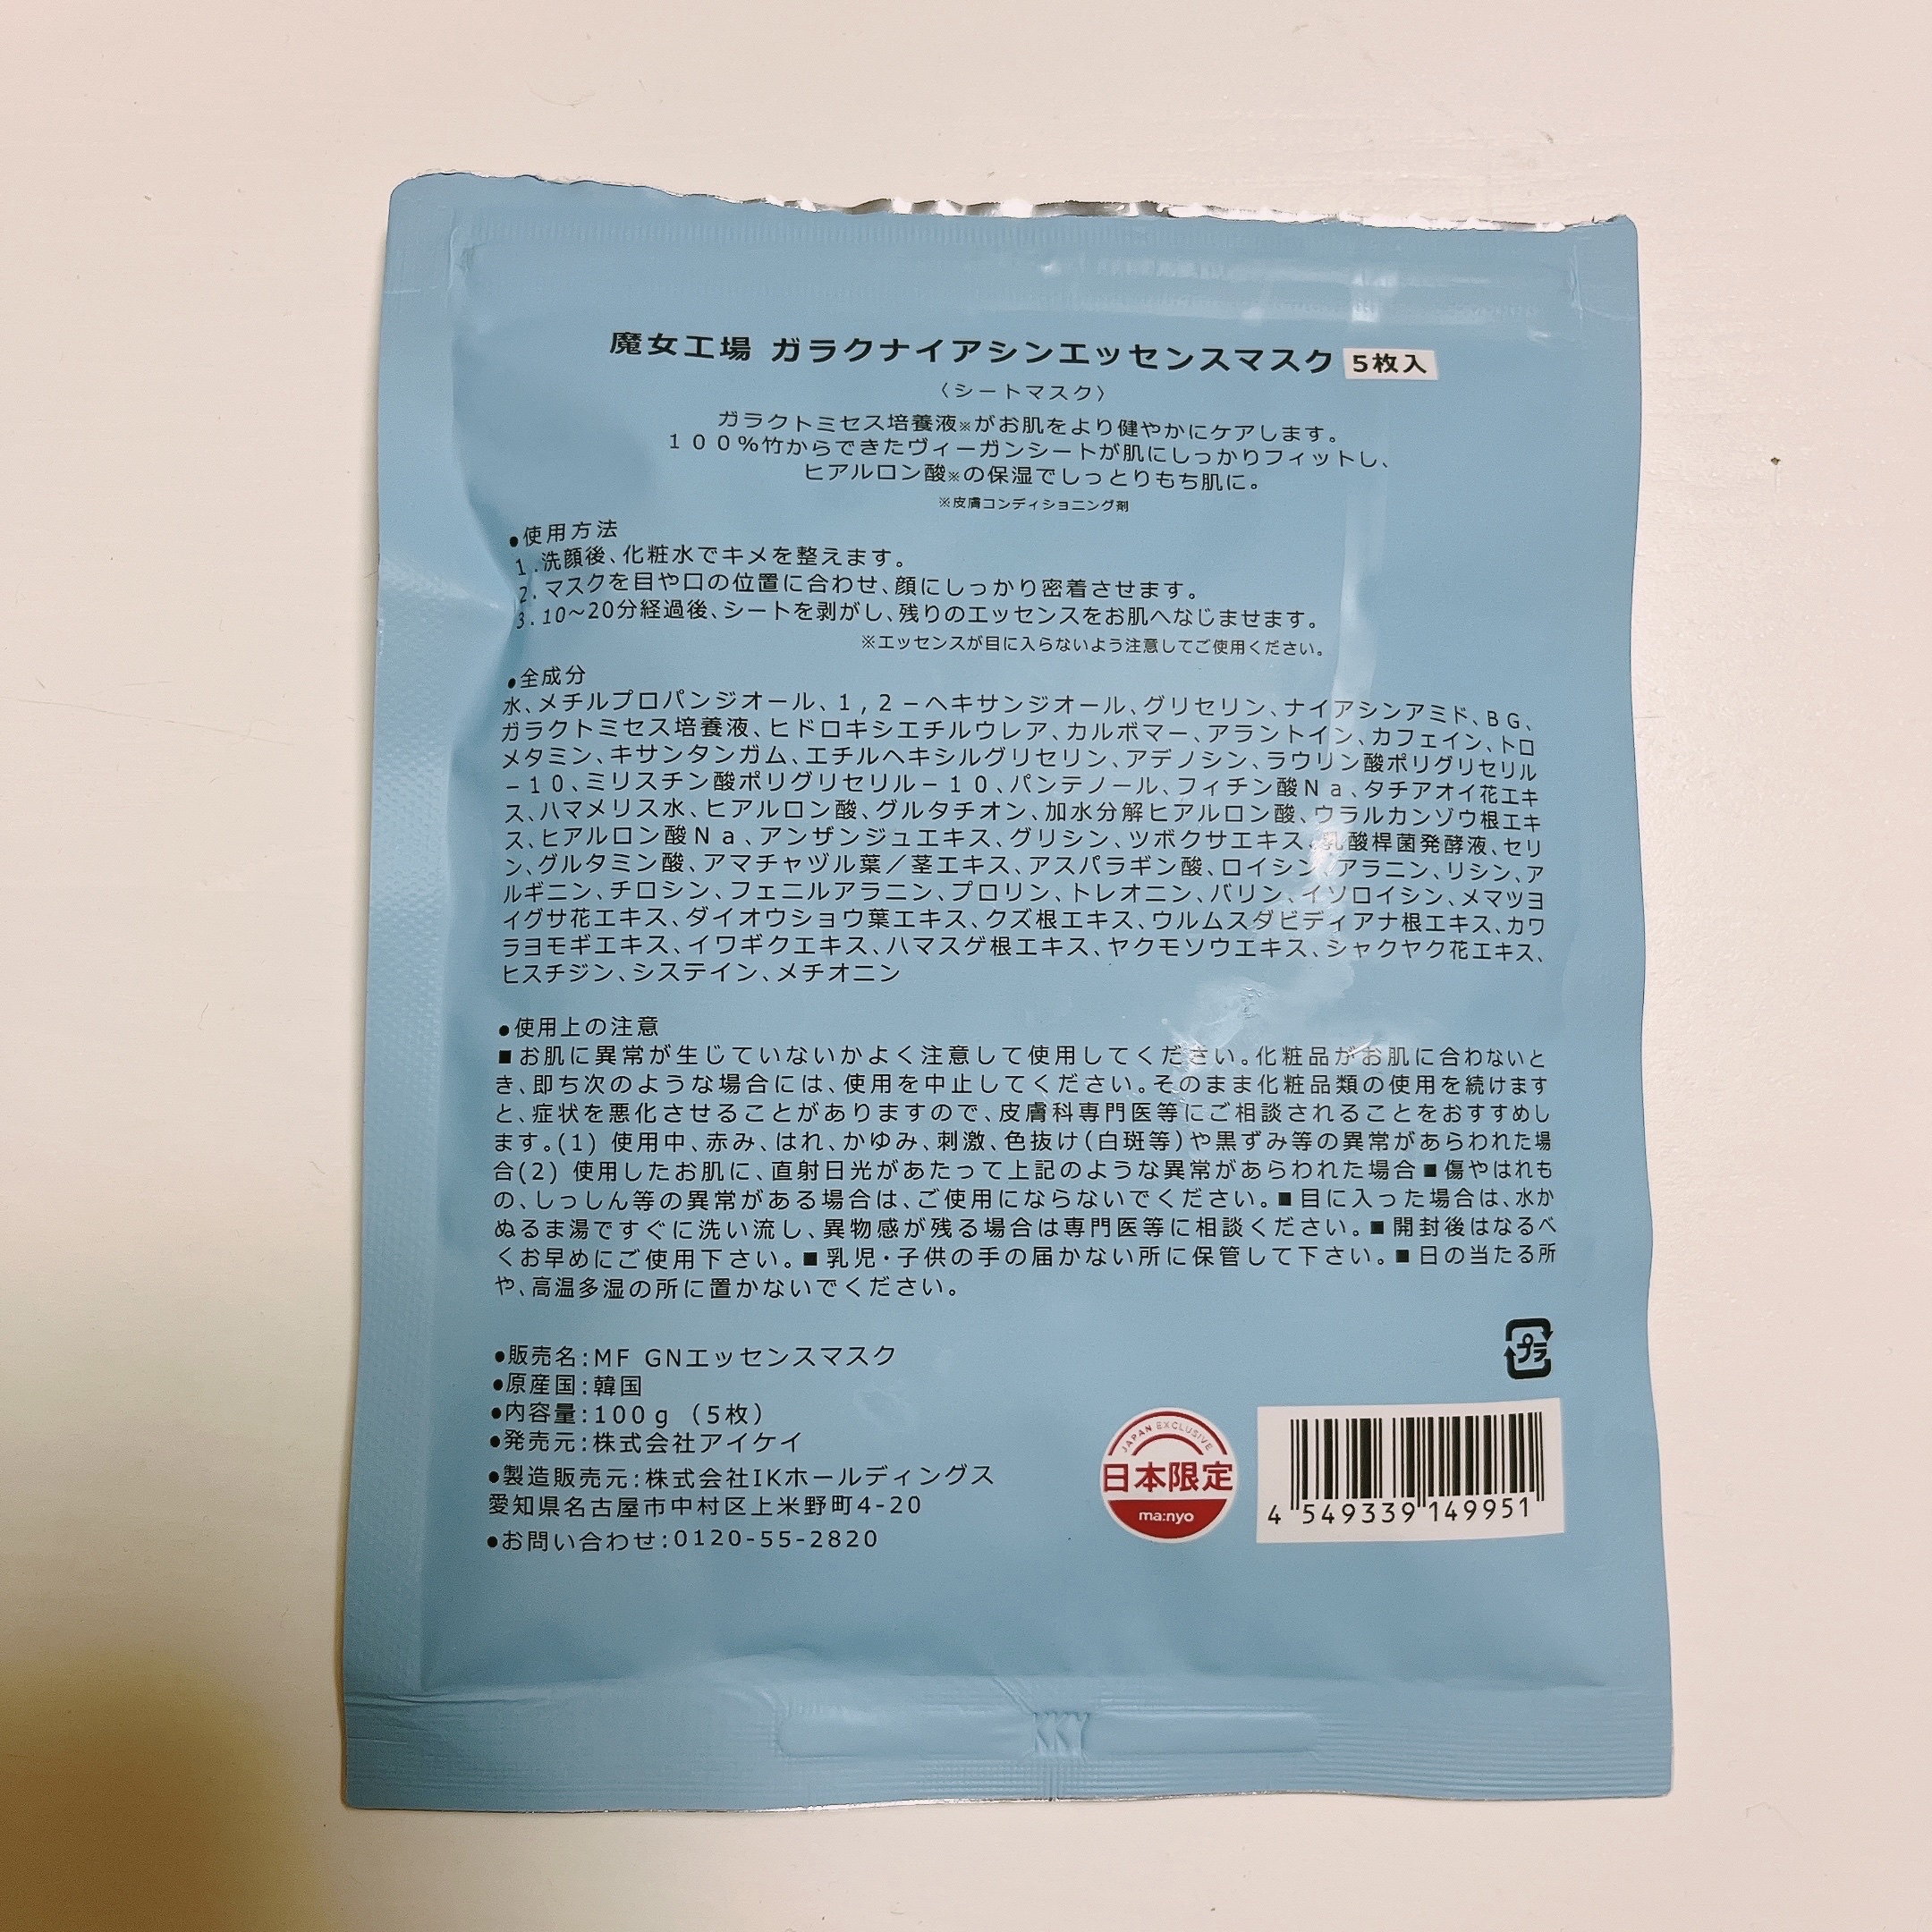 魔女工場 ガラクナイアシンエッセンスマスク 5枚入
〈シートマスク〉
ガラクトミセス培養液※がお肌をより健やかにケアします。
１００％竹からできたヴィーガンシートが肌にしっかりフィットし、
ヒアルロン酸※の保湿でしっとりもち肌に。
※皮膚コンディショニング剤
●使用方法
1.洗顔後、化粧水でキメを整えます。
2.マスクを目や口の位置に合わせ、顔にしっかり密着させます。
3.10〜20分経過後、シートを剥がし、残りのエッセンスをお肌へなじませます。
※エッセンスが目に入らないよう注意してご使用ください。
●全成分
水、メチルプロパンジオール、１,２－ヘキサンジオール、グリセリン、ナイアシンアミド、ＢＧ、
ガラクトミセス培養液、ヒドロキシエチルウレア、カルボマー、アラントイン、カフェイン、トロ
メタミン、キサンタンガム、エチルヘキシルグリセリン、アデノシン、ラウリン酸ポリグリセリル
－１０、ミリスチン酸ポリグリセリル－１０、パンテノール、フィチン酸Ｎａ、タチアオイ花エキ
ス、ハマメリス水、ヒアルロン酸、グルタチオン、加水分解ヒアルロン酸、ウラルカンゾウ根エキ
ス、ヒアルロン酸Ｎａ、アンザンジュエキス、グリシン、ツボクサエキス、乳酸桿菌発酵液、セリ
ン、グルタミン酸、アマチャヅル葉／茎エキス、アスパラギン酸、ロイシン、アラニン、リシン、ア
ルギニン、チロシン、フェニルアラニン、プロリン、トレオニン、バリン、イソロイシン、メマツヨ
イグサ花エキス、ダイオウショウ葉エキス、クズ根エキス、ウルムスダビディアナ根エキス、カワ
ラヨモギエキス、イワギクエキス、ハマスゲ根エキス、ヤクモソウエキス、シャクヤク花エキス、
ヒスチジン、システイン、メチオニン
●使用上の注意
■お肌に異常が生じていないかよく注意して使用してください。化粧品がお肌に合わないと
き、即ち次のような場合には、使用を中止してください。そのまま化粧品類の使用を続けます
と、症状を悪化させることがありますので、皮膚科専門医等にご相談されることをおすすめし
ます。(1) 使用中、赤み、はれ、かゆみ、刺激、色抜け(白斑等)や黒ずみ等の異常があらわれた場
合(2) 使用したお肌に、直射日光があたって上記のような異常があらわれた場合■傷やはれも
の、しっしん等の異常がある場合は、ご使用にならないでください。■目に入った場合は、水か
ぬるま湯ですぐに洗い流し、異物感が残る場合は専門医等に相談ください。■開封後はなるべ
くお早めにご使用下さい。■乳児・子供の手の届かない所に保管して下さい。■日の当たる所
や、高温多湿の所に置かないでください。
●販売名:MF GNエッセンスマスク
●原産国:韓国
●内容量:100ｇ（5枚）
●発売元:株式会社アイケイ
●製造販売元:株式会社IKホールディングス
愛知県名古屋市中村区上米野町4-20
●お問い合わせ:0120-55-2820
プラ
JAPAN EXCLUSIVE
日本限定
ma:nyo
4 549339 149951